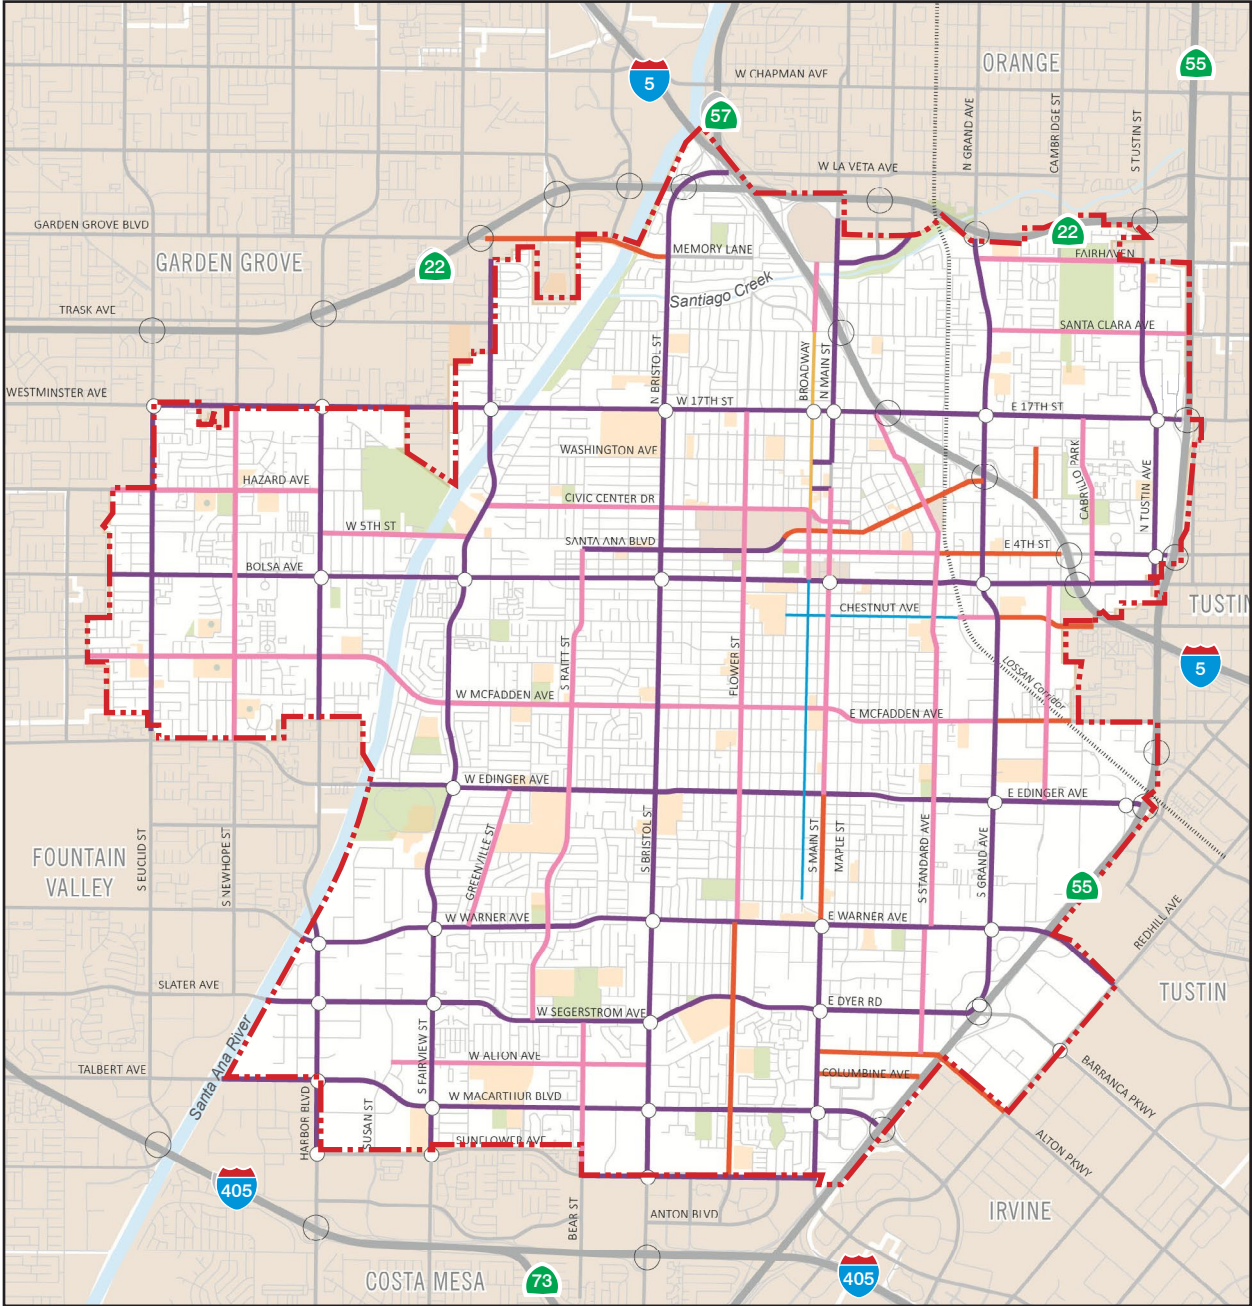 ORANGE
55
5
W CHAPMAN AVE
57
N GRAND AVE
CAMBRIDGE ST
S TUSTIN ST
W LA VETA AVE
GARDEN GROVE BLVD
22
MEMORY LANE
FAIRHAVEN
GARDEN GROVE
22
Santiago Creek
TRASK AVE
SANTA CLARA AVE
N BRISTOL ST
BROADWAY
N MAIN ST
WESTMINSTER AVE
W 17TH ST
E 17TH ST
WASHINGTON AVE
CABRILLO PARK
N TUSTIN AVE
HAZARD AVE
CIVIC CENTER DR
W 5TH ST
SANTA ANA BLVD
E 4TH ST
BOLSA AVE
CHESTNUT AVE
TUSTIN
S RAITT ST
FLOWER ST
LOSSAN Corridor
5
W MCFADDEN AVE
E MCFADDEN AVE
W EDINGER AVE
E EDINGER AVE
FOUNTAIN
VALLEY
S EUCLID ST
S NEWHOPE ST
GREENVILLE ST
S BRISTOL ST
S MAIN ST
MAPLE ST
S STANDARD AVE
S GRAND AVE
55
W WARNER AVE
E WARNER AVE
REDHILL AVE
SLATER AVE
TUSTIN
E DYER RD
W SEGERSTROM AVE
Santa Ana River
S FAIRVIEW ST
W ALTON AVE
TALBERT AVE
COLUMBINE AVE
BARRANCA PKWY
HARBOR BLVD
SUSAN ST
W MACARTHUR BLVD
SUNFLOWER AVE
ALTON PKWY
405
BEAR ST
ANTON BLVD
IRVINE
COSTA MESA
73
405